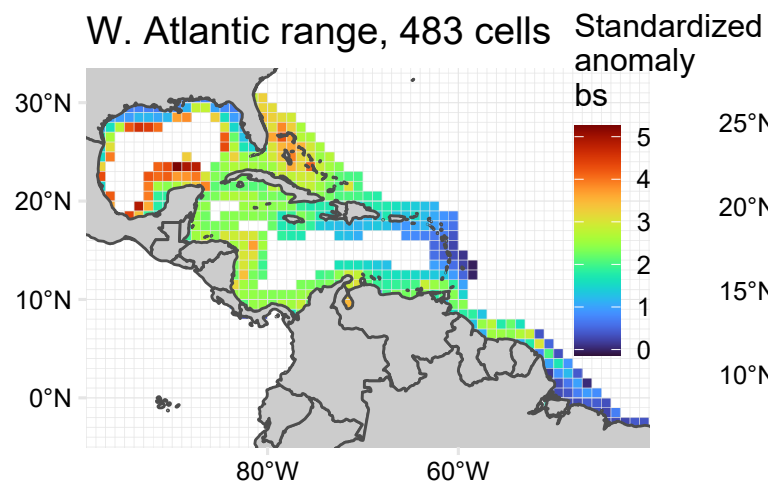 W. Atlantic range, 483 cells
Standardized
anomaly
bs
30°N
20°N
10°N
0°N
80°W
60°W
5
4
3
2
1
0
25°N
20°N
15°N
10°N